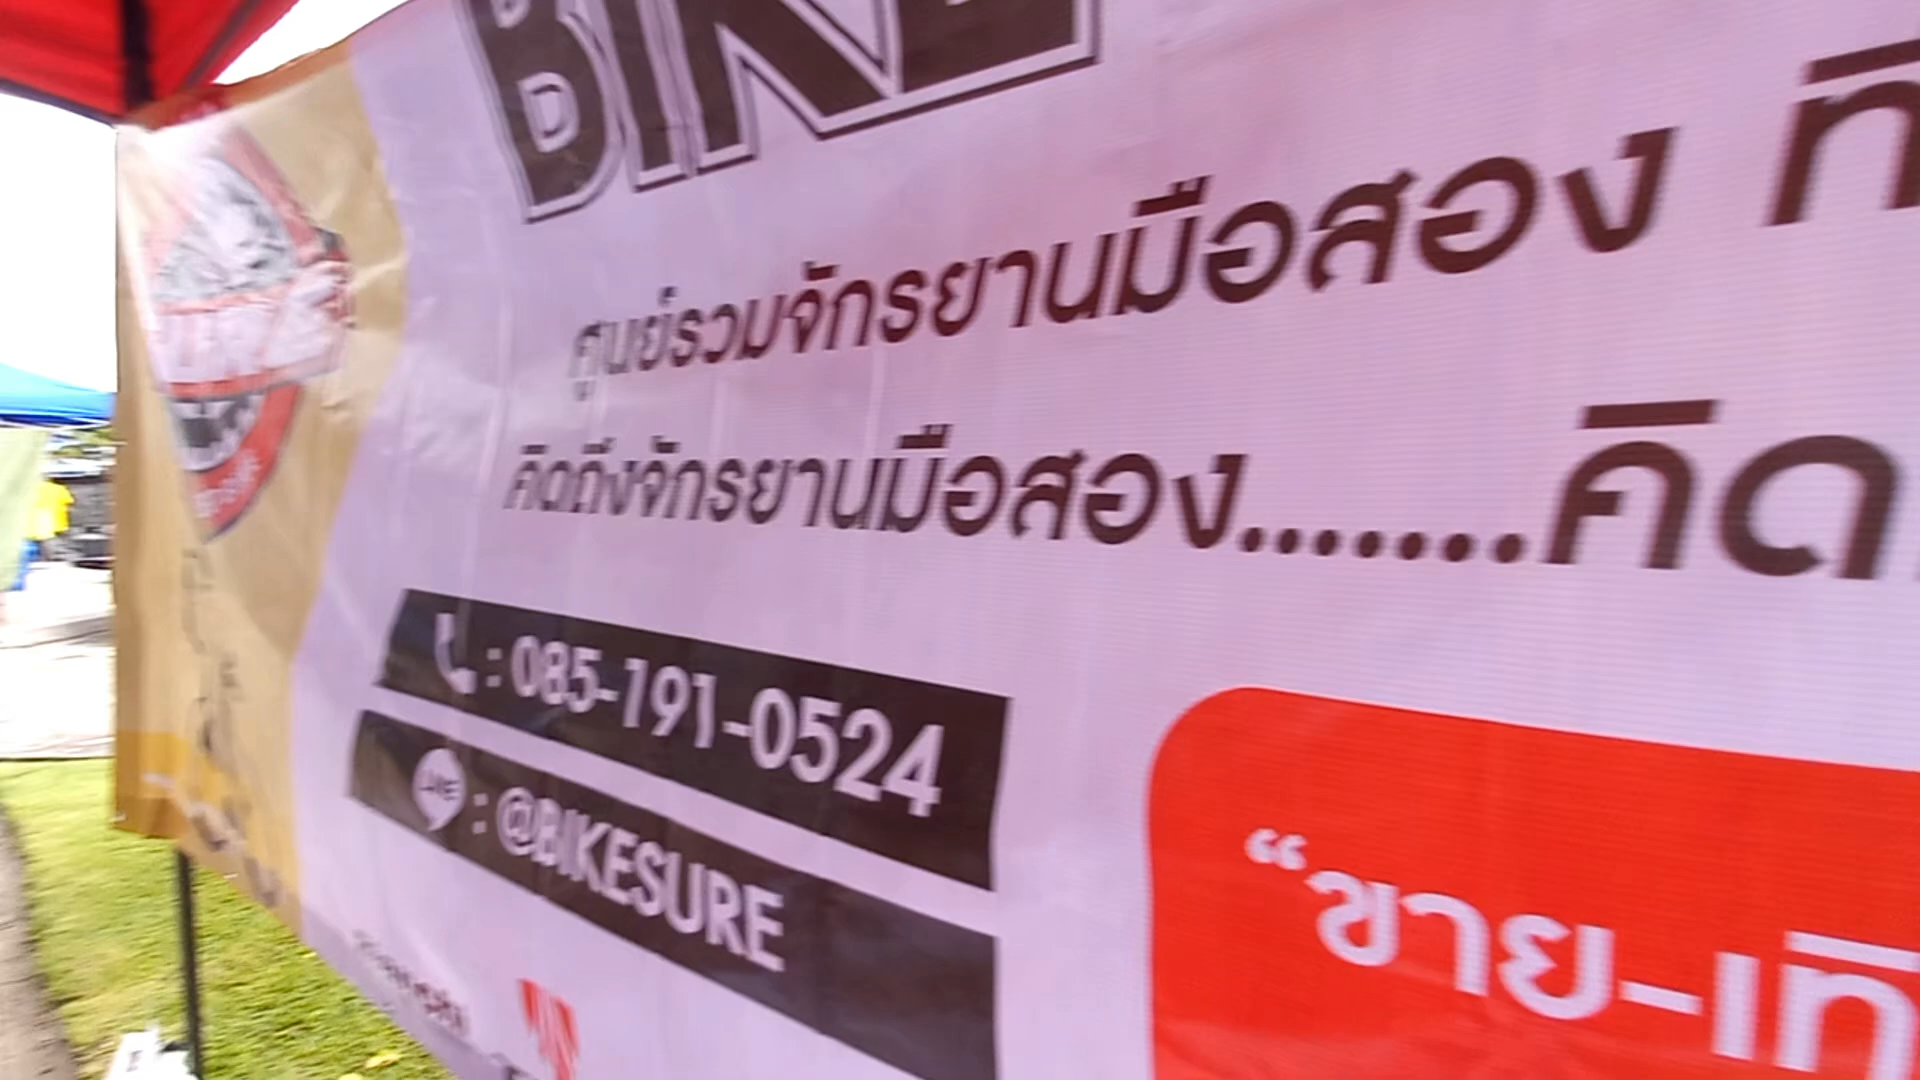 BIKE
ศูนย์รวมจักรยานมือสอง ที่
คิดถึงจักรยานมือสอง.......คิด
: 085-191-0524
LINE : @BIKESURE
“ขาย-เทิ